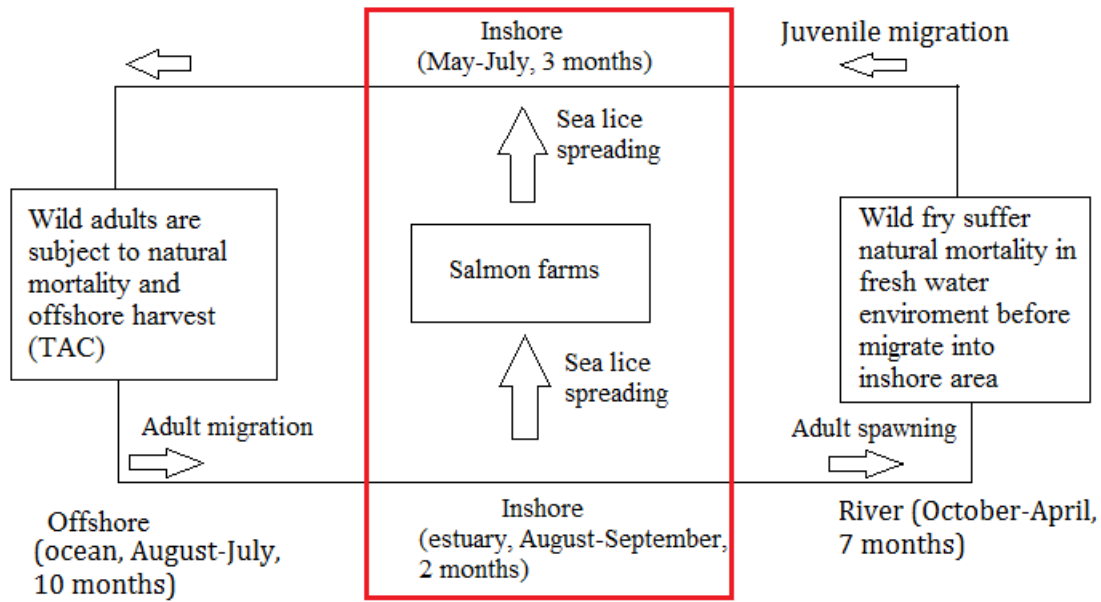 Inshore
(May-July, 3 months)
Juvenile migration
Sea lice
spreading
Wild adults are
subject to natural
mortality and
offshore harvest
(TAC)
Salmon farms
Wild fry suffer
natural mortality in
fresh water
enviroment before
migrate into
inshore area
Sea lice
spreading
Adult migration
Adult spawning
Offshore
(ocean, August-July,
10 months)
Inshore
(estuary, August-September,
2 months)
River (October-April,
7 months)